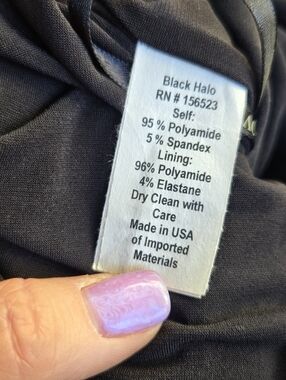 Black Halo
RN # 156523
Self:
95 % Polyamide
5 % Spandex
Lining:
96% Polyamide
4% Elastane
Dry Clean with
Care
Made in USA
of Imported
Materials